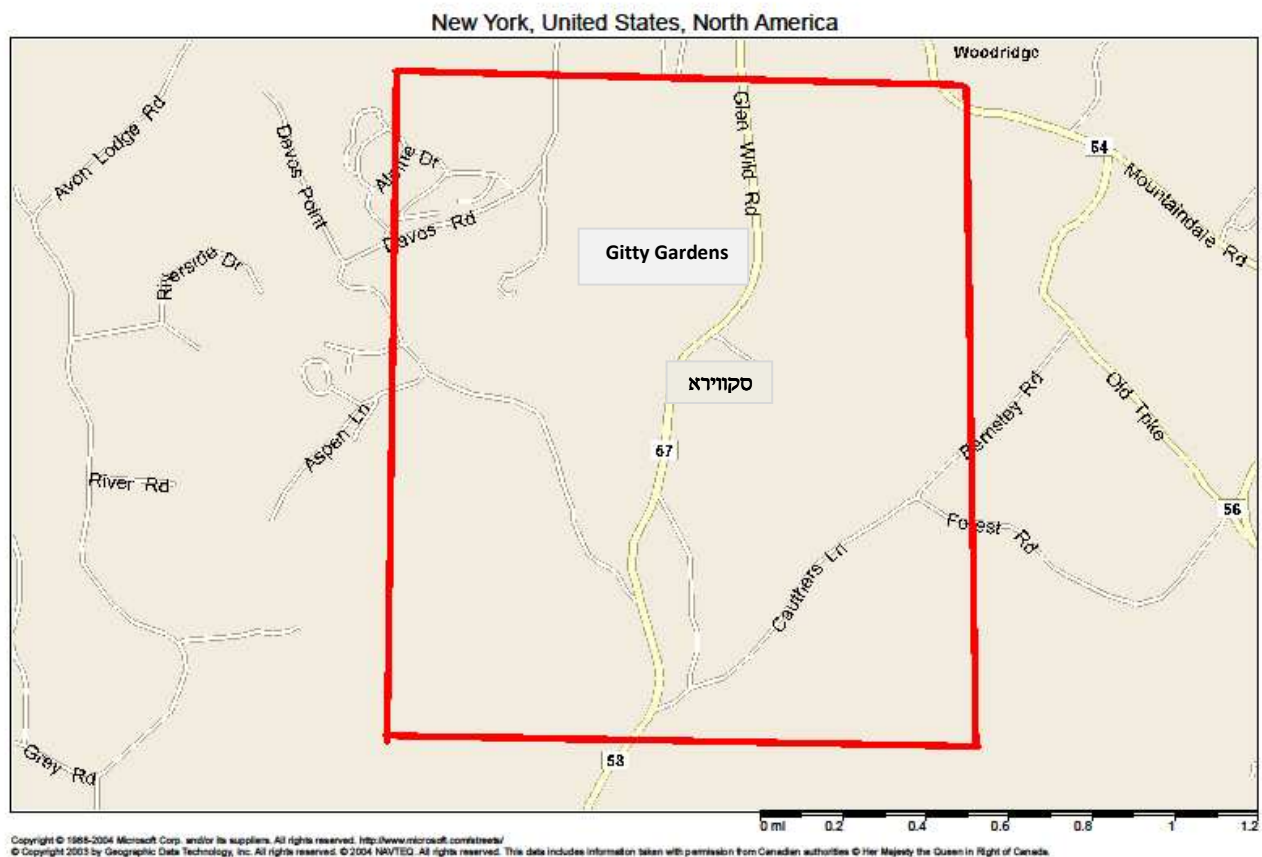 New York, United States, North America
Woodridge
Avon Lodge Rd
Davos Point
Alpine Dr
Glen Wild Rd
54
Mountaindale Rd
Davos Rd
Gitty Gardens
Riverside Dr
סקווירא
Old Tpke
Bernsley Rd
Aspen Ln
57
River Rd
56
Forest Rd
Cauthers Ln
Grey Rd
58
0 mi 0.2 0.4 0.6 0.8 1 1.2
Copyright © 1988-2004 Microsoft Corp. and/or its suppliers. All rights reserved. http://www.microsoft.com/streets/
© Copyright 2003 by Geographic Data Technology, Inc. All rights reserved. © 2004 NAVTEQ. All rights reserved. This data includes information taken with permission from Canadian authorities © Her Majesty the Queen in Right of Canada.